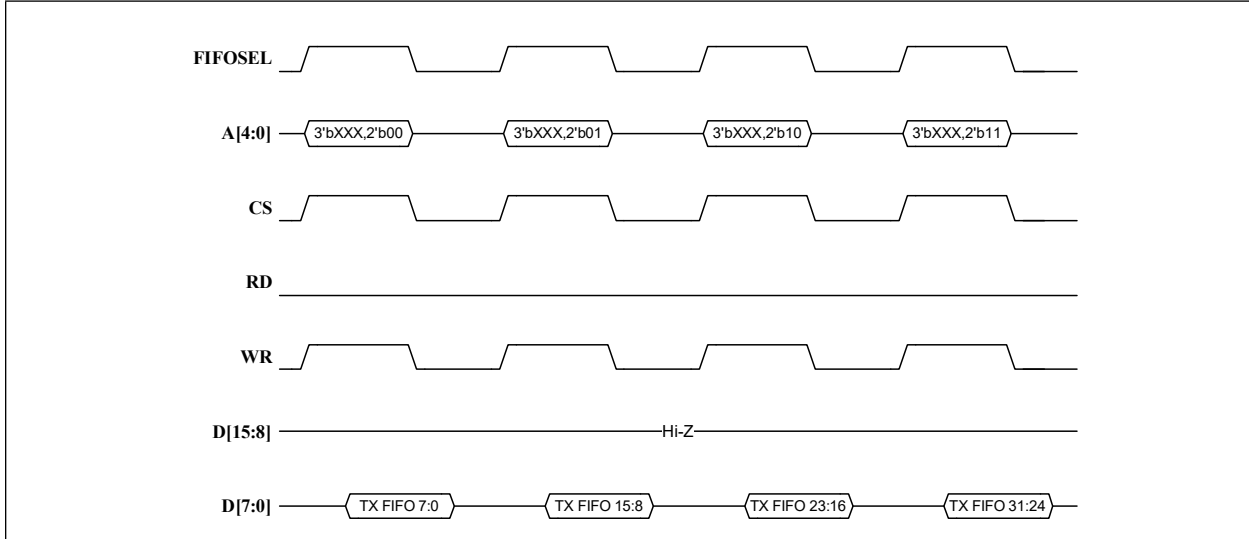 FIFOSEL
A[4:0] 3'bXXX,2'b00 3'bXXX,2'b01 3'bXXX,2'b10 3'bXXX,2'b11
CS
RD
WR
D[15:8] Hi-Z
D[7:0] TX FIFO 7:0 TX FIFO 15:8 TX FIFO 23:16 TX FIFO 31:24